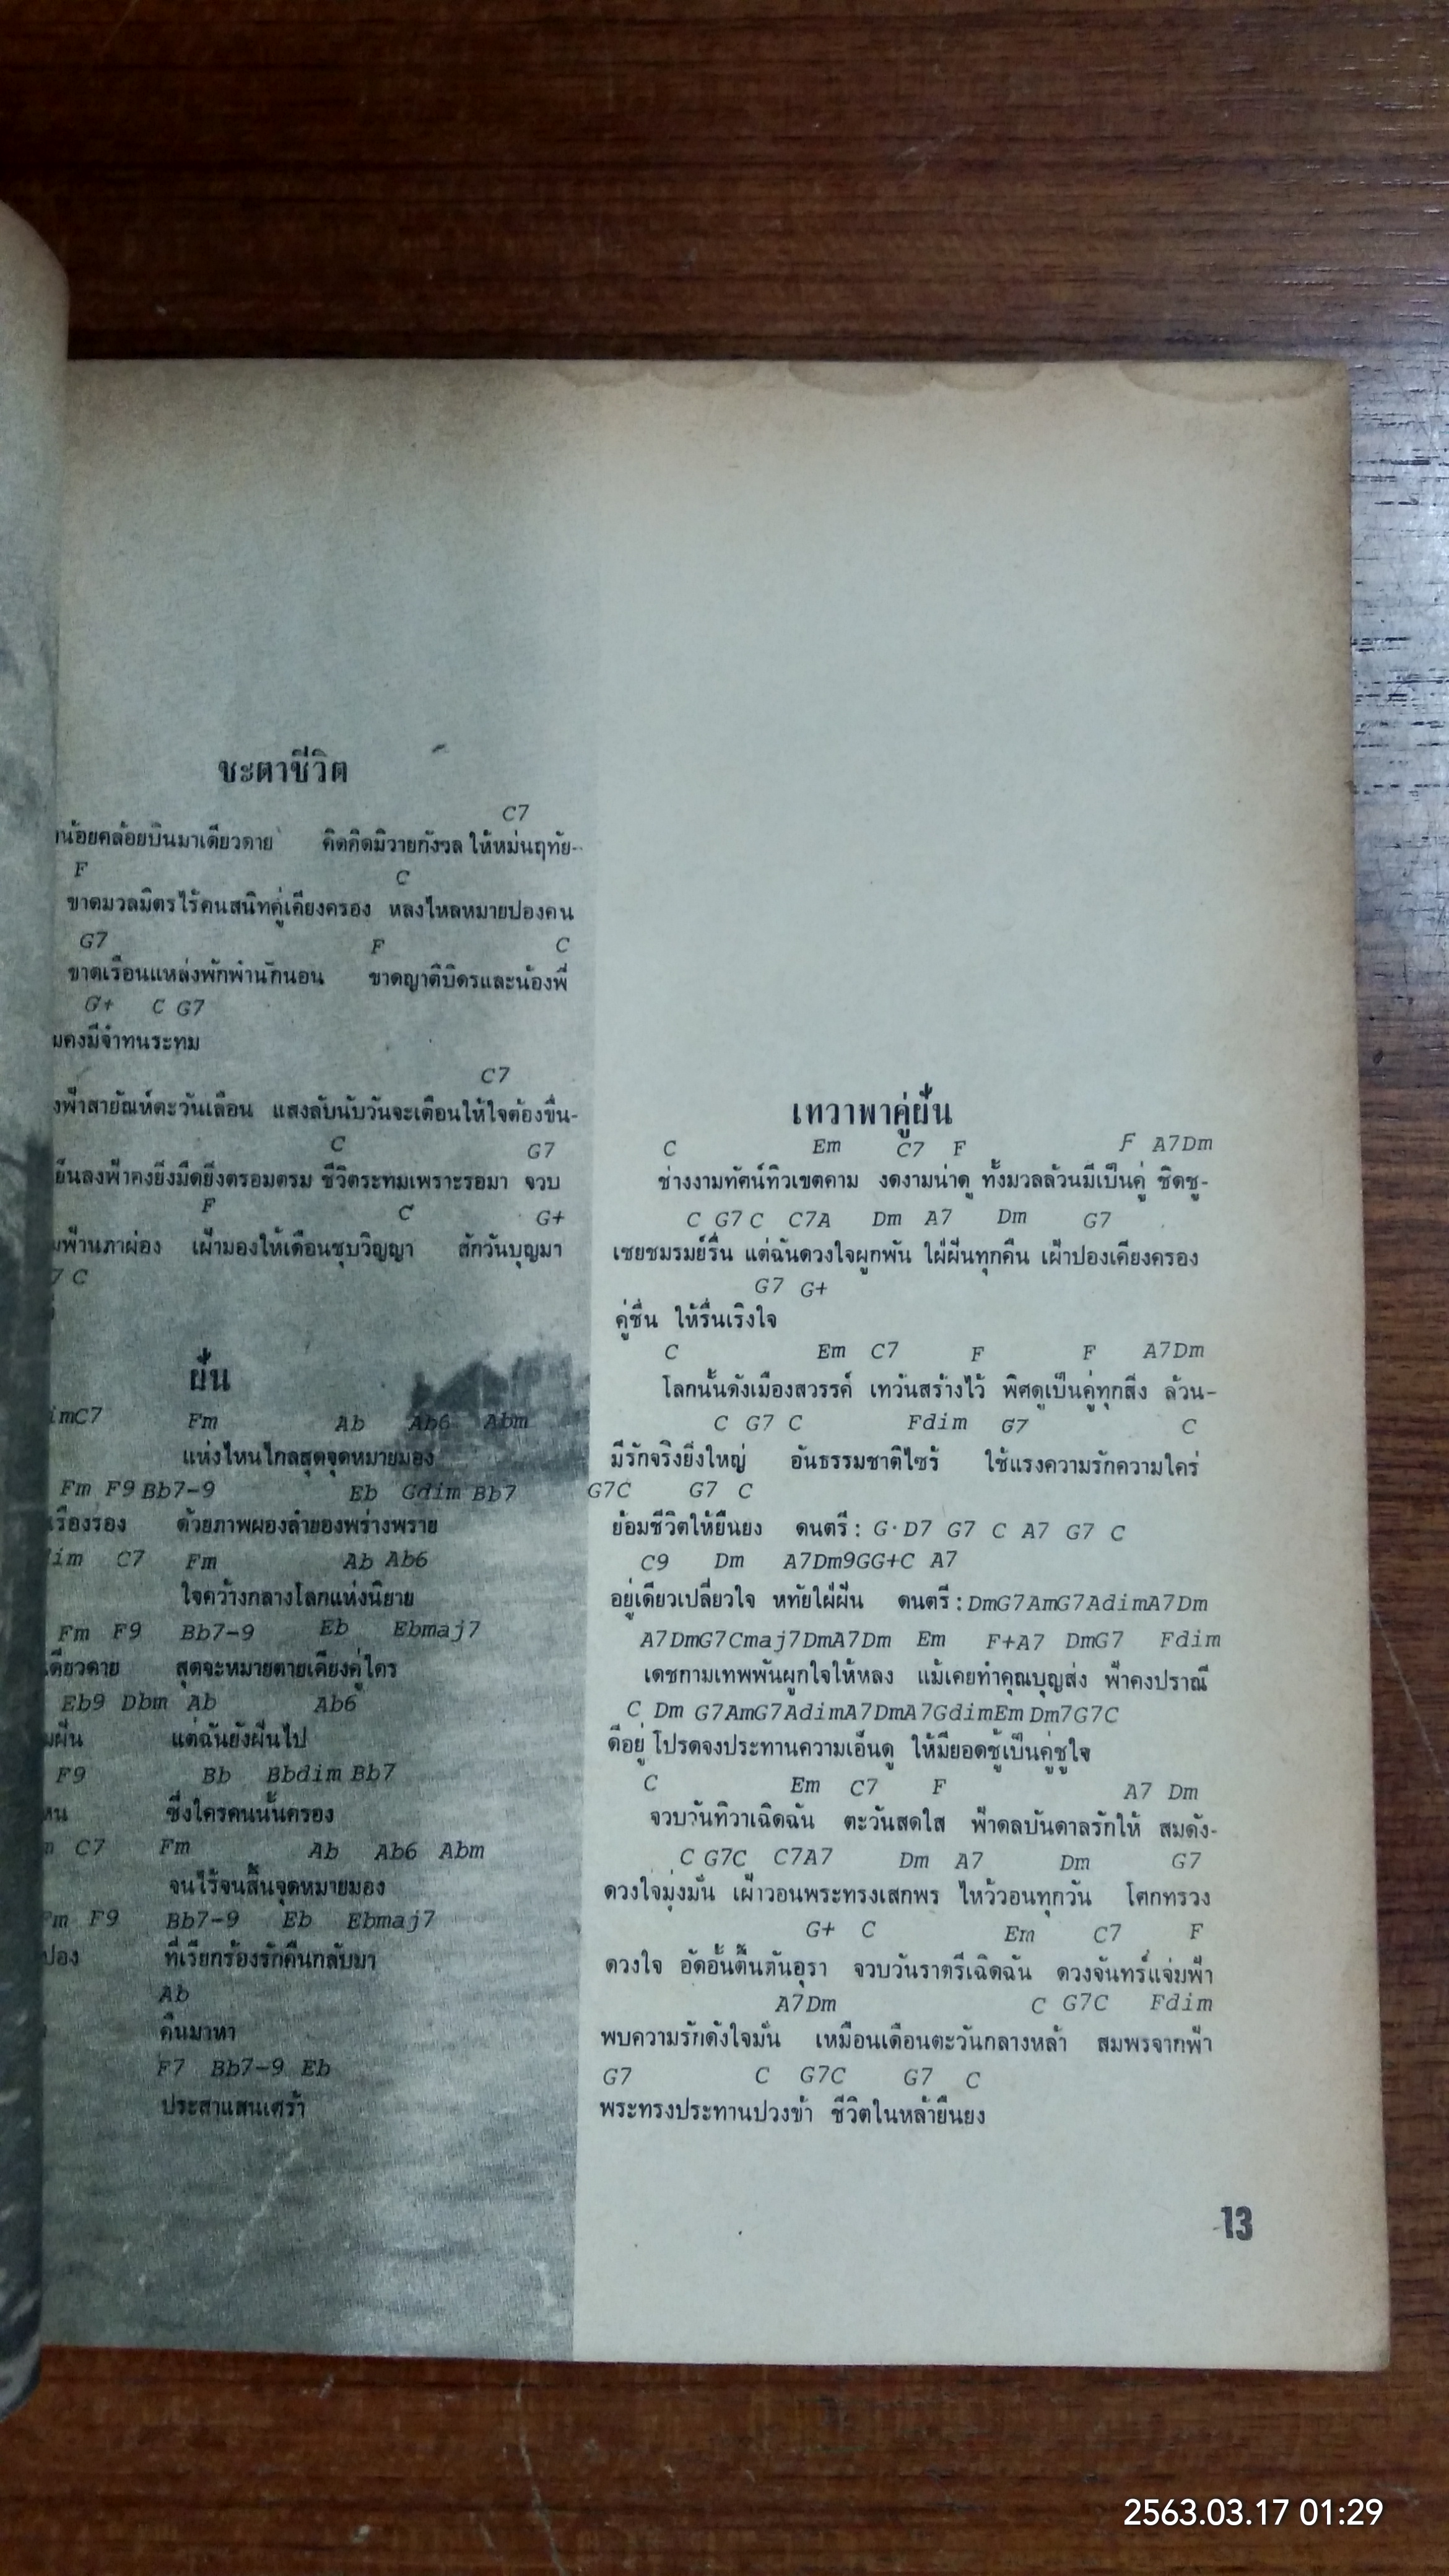 ชะตาชีวิต
C7
น้อยคล้อยบินมาเดียวดาย คิดคิดมิวายกังวล ให้หม่นฤทัย-
F C
ขาดมวลมิตรไร้คนสนิทคู่เคียงครอง หลงใหลหมายปองคน
G7 F C
ขาดเรือนแหล่งพักพำนักนอน ขาดญาติบิดรและน้องพี่
G+ C G7
มคงมีจำทนระทม
C7
งฟ้าสายัณห์ตะวันเลือน แสงลับนับวันจะเตือนให้ใจต้องขื่น-
C G7
ย็นลงฟ้าคงยิ่งมืดยิ่งตรอมตรม ชีวิตระทมเพราะรอมา จวบ
F C G+
มฟ้านภาผ่อง เฝ้ามองให้เดือนชุบวิญญา สักวันบุญมา
7 C
ฝัน
imC7 Fm Ab Ab6 Abm
แห่งไหนไกลสุดจุดหมายมอง
Fm F9 Bb7-9 Eb Gdim Bb7
เรืองรอง ด้วยภาพผองลำยองพร่างพราย
dim C7 Fm Ab Ab6
ใจคว้างกลางโลกแห่งนิยาย
Fm F9 Bb7-9 Eb Ebmaj7
เดียวดาย สุดจะหมายตายเคียงคู่ใคร
Eb9 Dbm Ab Ab6
มฝืน แต่ฉันยังฝืนไป
F9 Bb Bbdim Bb7
หน ซึ่งใครคนนั้นครอง
m C7 Fm Ab Ab6 Abm
จนไร้จนสิ้นจุดหมายมอง
Fm F9 Bb7-9 Eb Ebmaj7
ปอง ที่เรียกร้องรักคืนกลับมา
Ab
คืนมาหา
F7 Bb7-9 Eb
ประสาแสนเศร้า
เทวาพาคู่ฝัน
C Em C7 F F A7Dm
ช่างงามทัศน์ทิวเขตคาม งดงามน่าดู ทั้งมวลล้วนมีเป็นคู่ ชิดชู-
C G7 C C7A Dm A7 Dm G7
เชยชมรมย์รื่น แต่ฉันดวงใจผูกพัน ใฝ่ฝันทุกคืน เฝ้าปองเคียงครอง
G7 G+
คู่ชื่น ให้รื่นเริงใจ
C Em C7 F F A7Dm
โลกนั้นดังเมืองสวรรค์ เทวันสร้างไว้ พิศดูเป็นคู่ทุกสิ่ง ล้วน-
C G7 C Fdim G7 C
มีรักจริงยิ่งใหญ่ อันธรรมชาติไซร้ ใช้แรงความรักความใคร่
G7C G7 C
ย้อมชีวิตให้ยืนยง ดนตรี : G·D7 G7 C A7 G7 C
C9 Dm A7Dm9GG+C A7
อยู่เดียวเปลี่ยวใจ หทัยใฝ่ฝัน ดนตรี : DmG7AmG7AdimA7Dm
A7DmG7Cmaj7DmA7Dm Em F+A7 DmG7 Fdim
เดชกามเทพพันผูกใจให้หลง แม้เคยทำคุณบุญส่ง ฟ้าคงปราณี
C Dm G7AmG7AdimA7DmA7GdimEm Dm7G7C
ดีอยู่ โปรดจงประทานความเอ็นดู ให้มียอดชู้เป็นคู่ชูใจ
C Em C7 F A7 Dm
จวบวันทิวาเฉิดฉัน ตะวันสดใส ฟ้าดลบันดาลรักให้ สมดัง-
C G7C C7A7 Dm A7 Dm G7
ดวงใจมุ่งมั่น เฝ้าวอนพระทรงเสกพร ไหว้วอนทุกวัน โศกทรวง
G+ C Em C7 F
ดวงใจ อัดอั้นตื้นตันอุรา จวบวันราตรีเฉิดฉัน ดวงจันทร์แจ่มฟ้า
A7Dm C G7C Fdim
พบความรักดังใจมั่น เหมือนเดือนตะวันกลางหล้า สมพรจากฟ้า
G7 C G7C G7 C
พระทรงประทานปวงข้า ชีวิตในหล้ายืนยง
13
2563.03.17 01:29